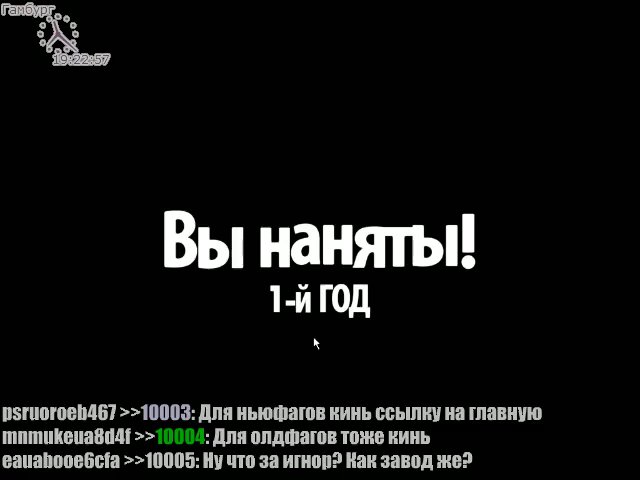 Гамбург
19:22:57
Вы наняты!
1-й ГОД
psruoroeb467 >>10003: Для ньюфагов кинь ссылку на главную
mnmukeua8d4f >>10004: Для олдфагов тоже кинь
eauabooe6cfa >>10005: Ну что за игнор? Как завод же?